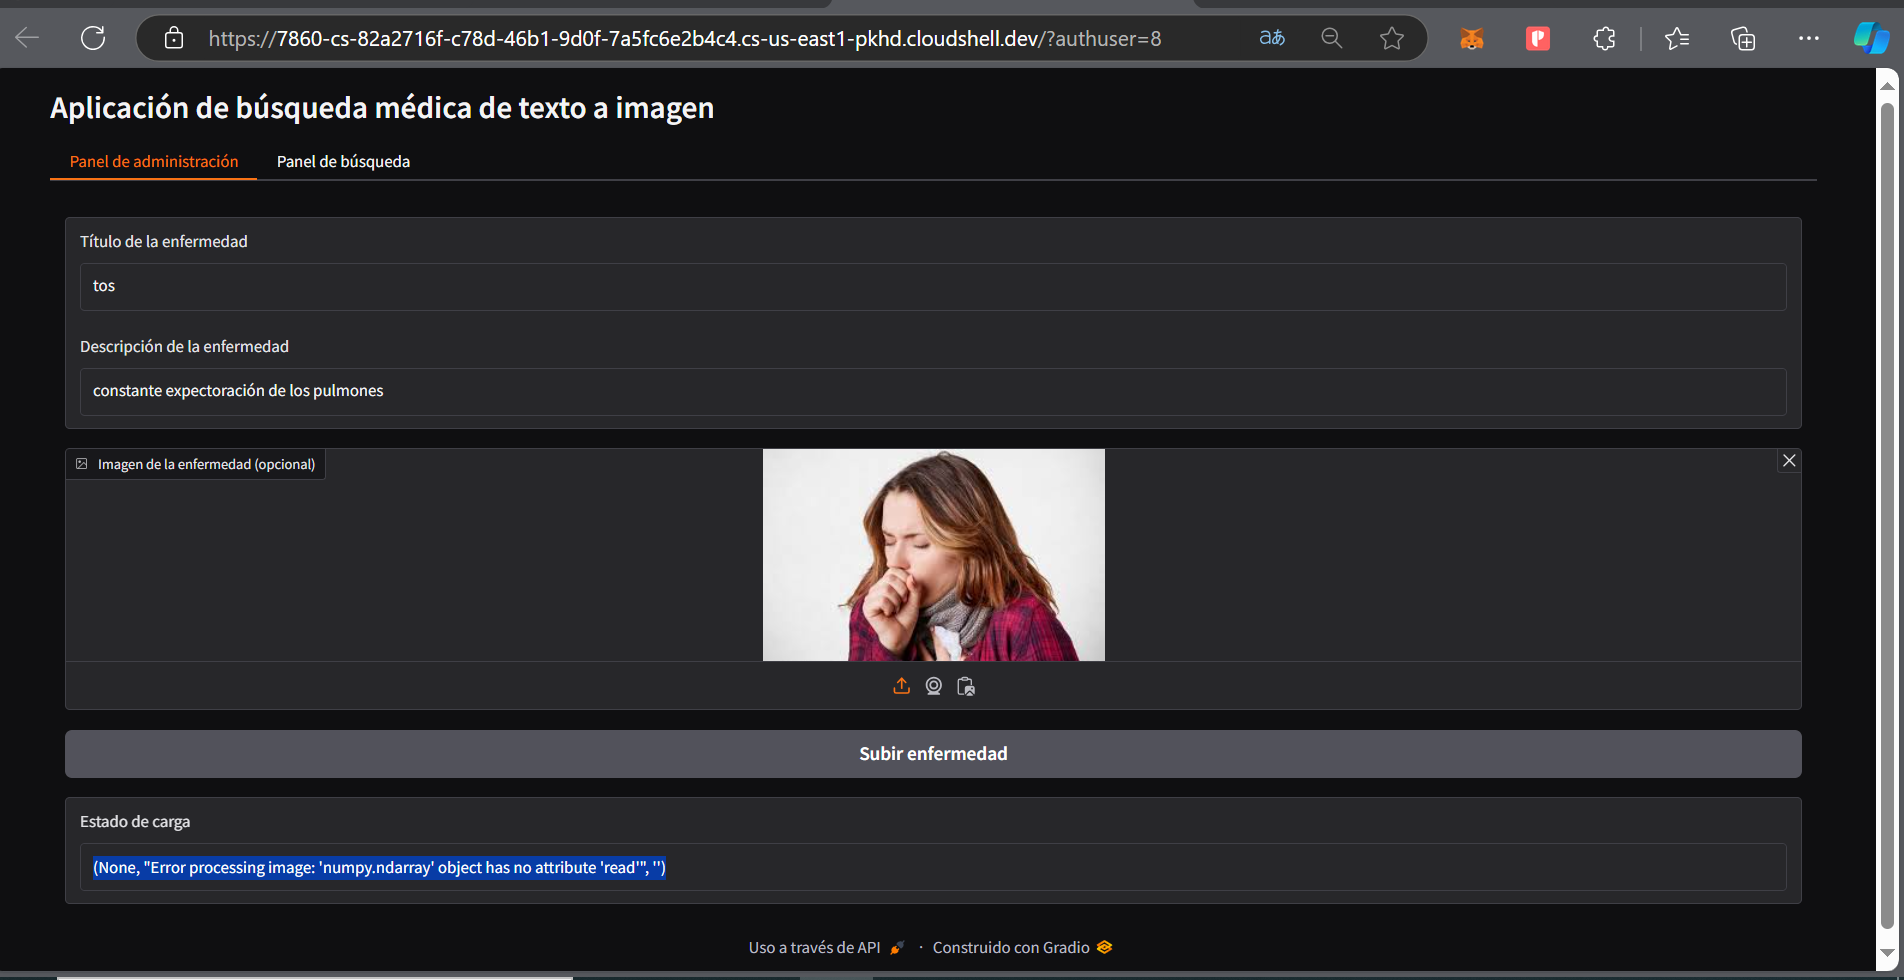 https://7860-cs-82a2716f-c78d-46b1-9d0f-7a5fc6e2b4c4.cs-us-east1-pkhd.cloudshell.dev/?authuser=8
aあ
Aplicación de búsqueda médica de texto a imagen
Panel de administración Panel de búsqueda
Título de la enfermedad
tos
Descripción de la enfermedad
constante expectoración de los pulmones
Imagen de la enfermedad (opcional)
Subir enfermedad
Estado de carga
(None, "Error processing image: 'numpy.ndarray' object has no attribute 'read'", '')
Uso a través de API · Construido con Gradio